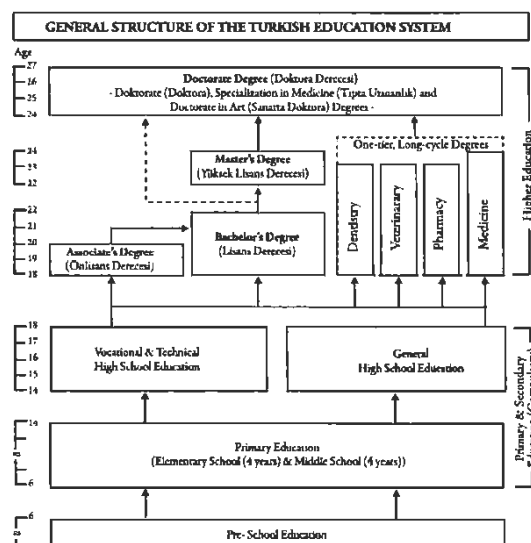 GENERAL STRUCTURE OF THE TURKISH EDUCATION SYSTEM
Age
27
26
25
24
Doctorate Degree (Doktora Derecesi)
- Doktorate (Doktora), Specialization in Medicine (Tıpta Uzmanlık) and
Doctorate in Art (Sanatta Doktora) Degrees -
24
23
12
Master's Degree
(Yüksek Lisans Derecesi)
One-tier, Long-cycle Degrees
Dentistry
Veterinary
Pharmacy
Medicine
Higher Education
22
21
20
19
18
Associate's Degree
(Önlisans Derecesi)
Bachelor's Degree
(Lisans Derecesi)
18
17
16
15
14
Vocational & Technical
High School Education
General
High School Education
Primary & Secondary
14
6
Primary Education
(Elementary School (4 years) & Middle School (4 years))
6
Pre- School Education